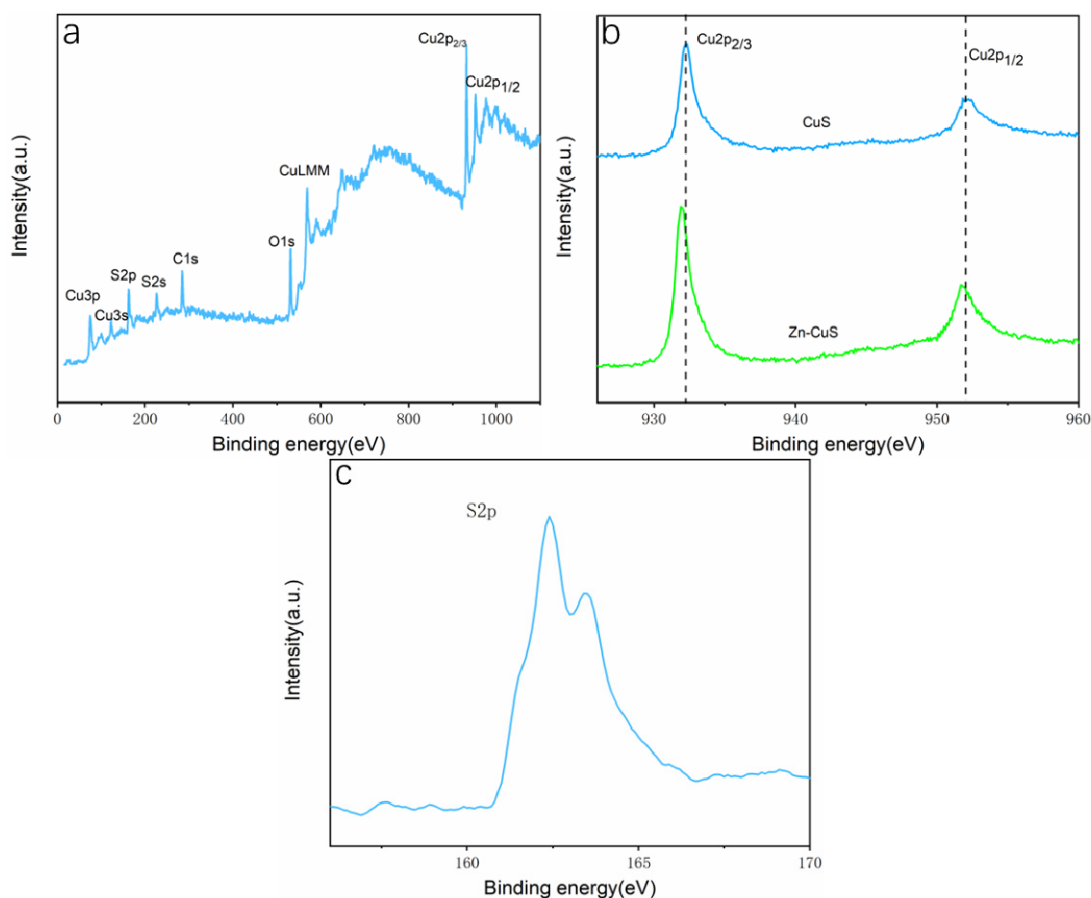 a
Intensity(a.u.)
Cu3p
Cu3s
S2p
S2s
C1s
O1s
CuLMM
Cu2p2/3
Cu2p1/2
0 200 400 600 800 1000
Binding energy(eV)
b
Intensity(a.u.)
Cu2p2/3
Cu2p1/2
CuS
Zn-CuS
930 940 950 960
Binding energy(eV)
C
Intensity(a.u.)
S2p
160 165 170
Binding energy(eV)